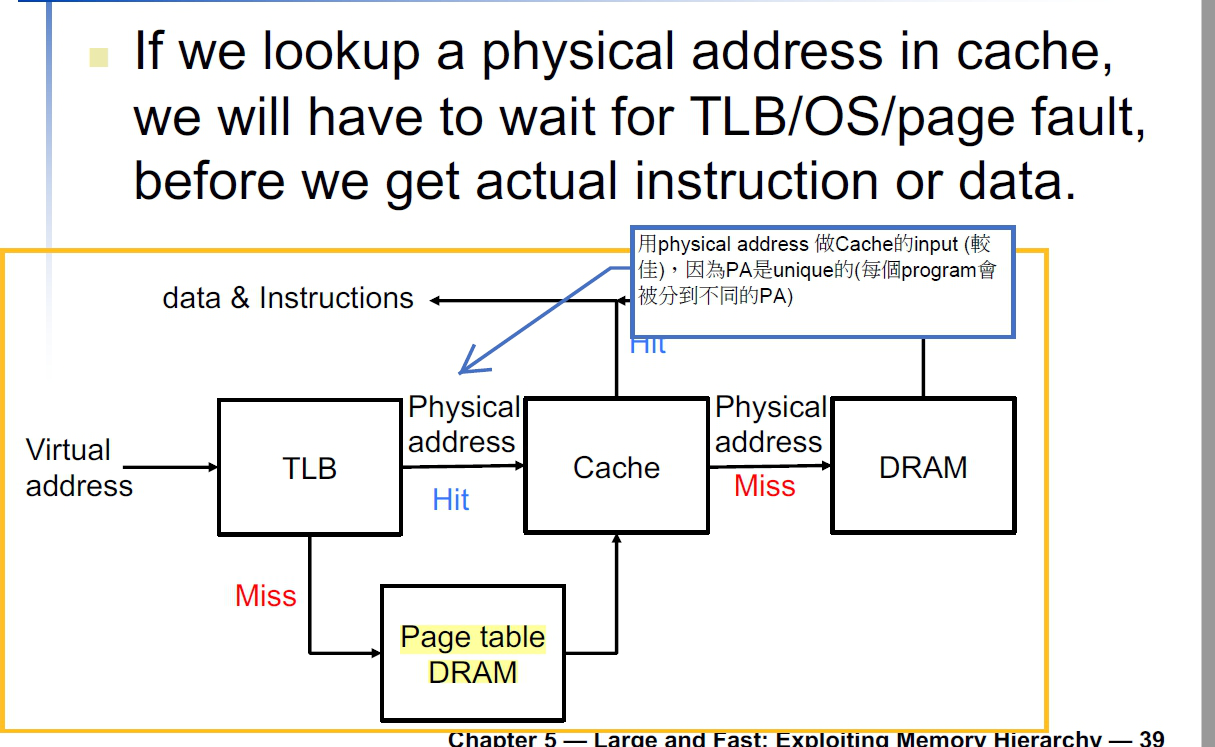 If we lookup a physical address in cache,
we will have to wait for TLB/OS/page fault,
before we get actual instruction or data.
用physical address 做Cache的input (較
佳)，因為PA是unique的(每個program會
被分到不同的PA)
data & Instructions
Hit
Physical
address
Physical
address
Virtual
address
TLB
Cache
DRAM
Hit
Miss
Miss
Page table
DRAM
Chapter 5 — Large and Fast: Exploiting Memory Hierarchy — 39